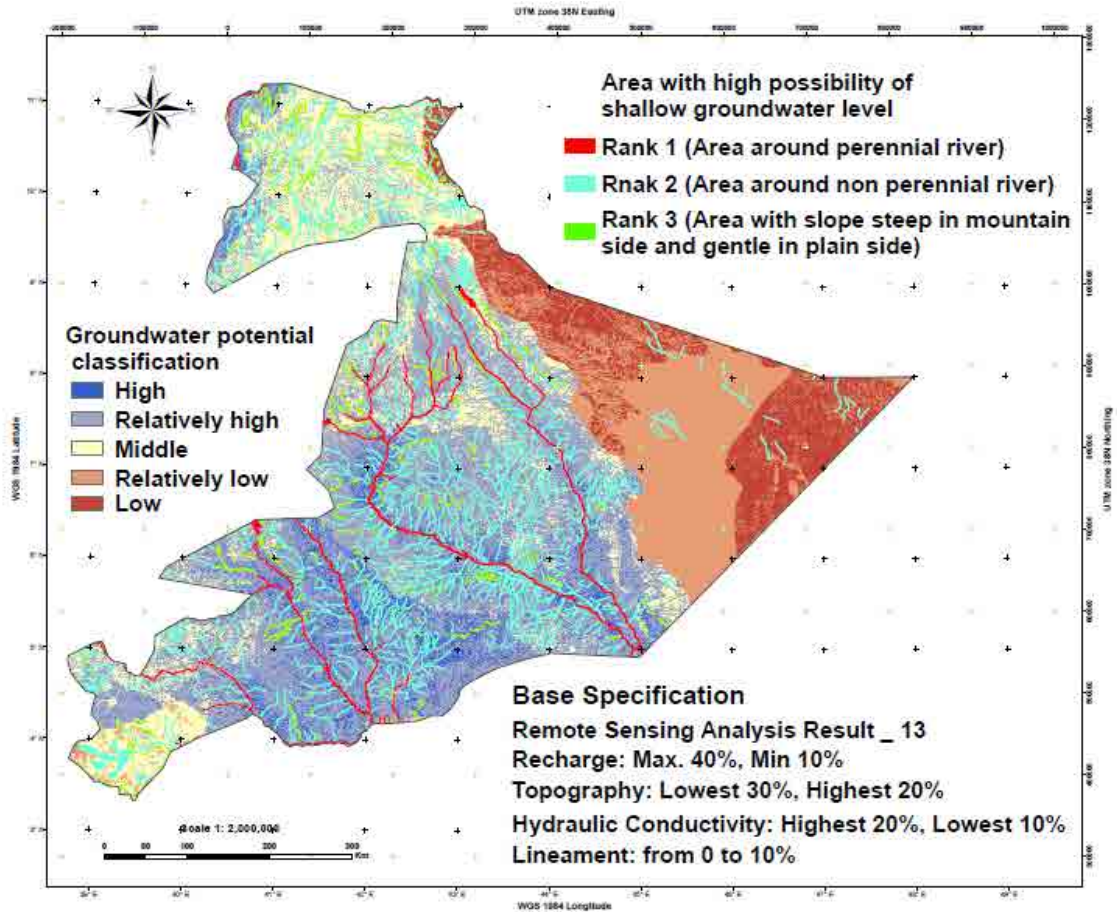 UTM zone 38N Easting
Area with high possibility of
shallow groundwater level
Rank 1 (Area around perennial river)
Rnak 2 (Area around non perennial river)
Rank 3 (Area with slope steep in mountain
side and gentle in plain side)
Groundwater potential
classification
High
Relatively high
Middle
Relatively low
Low
WGS 1984 Latitude
UTM zone 38N Northing
Base Specification
Remote Sensing Analysis Result _ 13
Recharge: Max. 40%, Min 10%
Topography: Lowest 30%, Highest 20%
Hydraulic Conductivity: Highest 20%, Lowest 10%
Lineament: from 0 to 10%
Scale 1: 2,000,000
0 50 100 200 300
Km
WGS 1984 Longitude